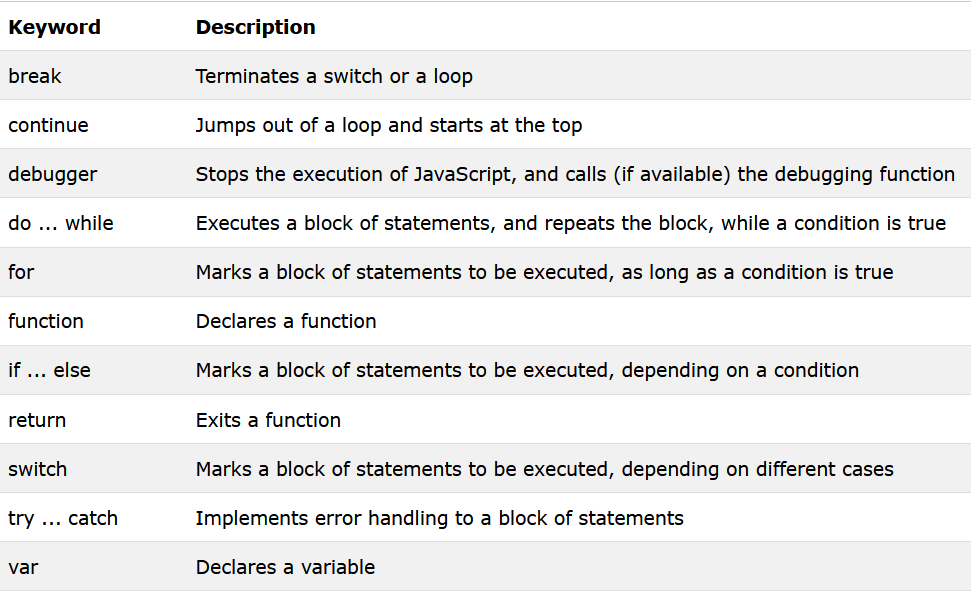 Keyword Description
break Terminates a switch or a loop
continue Jumps out of a loop and starts at the top
debugger Stops the execution of JavaScript, and calls (if available) the debugging function
do ... while Executes a block of statements, and repeats the block, while a condition is true
for Marks a block of statements to be executed, as long as a condition is true
function Declares a function
if ... else Marks a block of statements to be executed, depending on a condition
return Exits a function
switch Marks a block of statements to be executed, depending on different cases
try ... catch Implements error handling to a block of statements
var Declares a variable